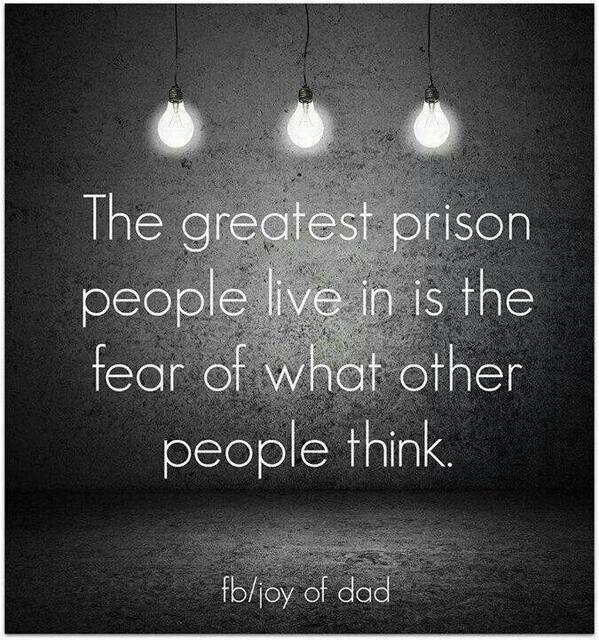 The greatest prison
people live in is the
fear of what other
people think.
fb/joy of dad